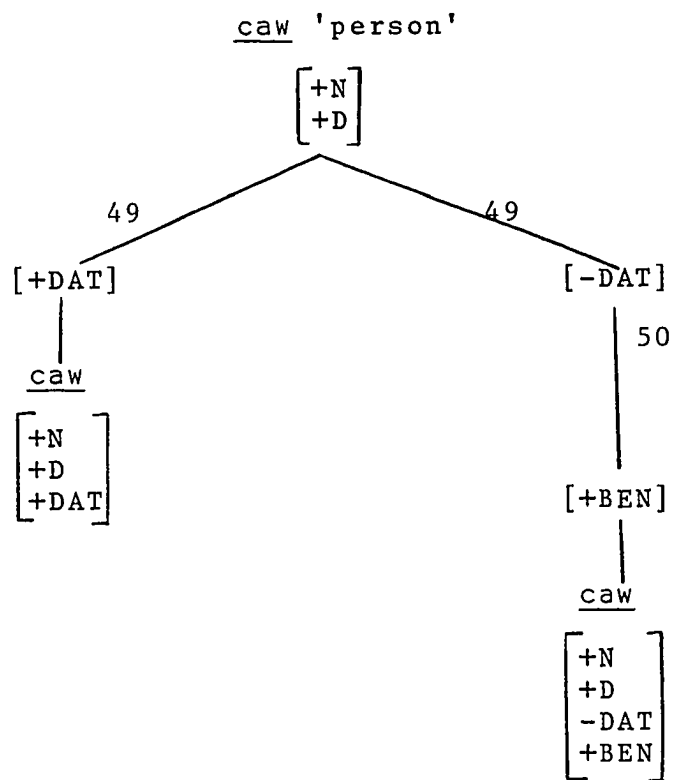 caw 'person'
+N
+D
49
49
[+DAT]
[-DAT]
50
caw
+N
+D
+DAT
[+BEN]
caw
+N
+D
-DAT
+BEN